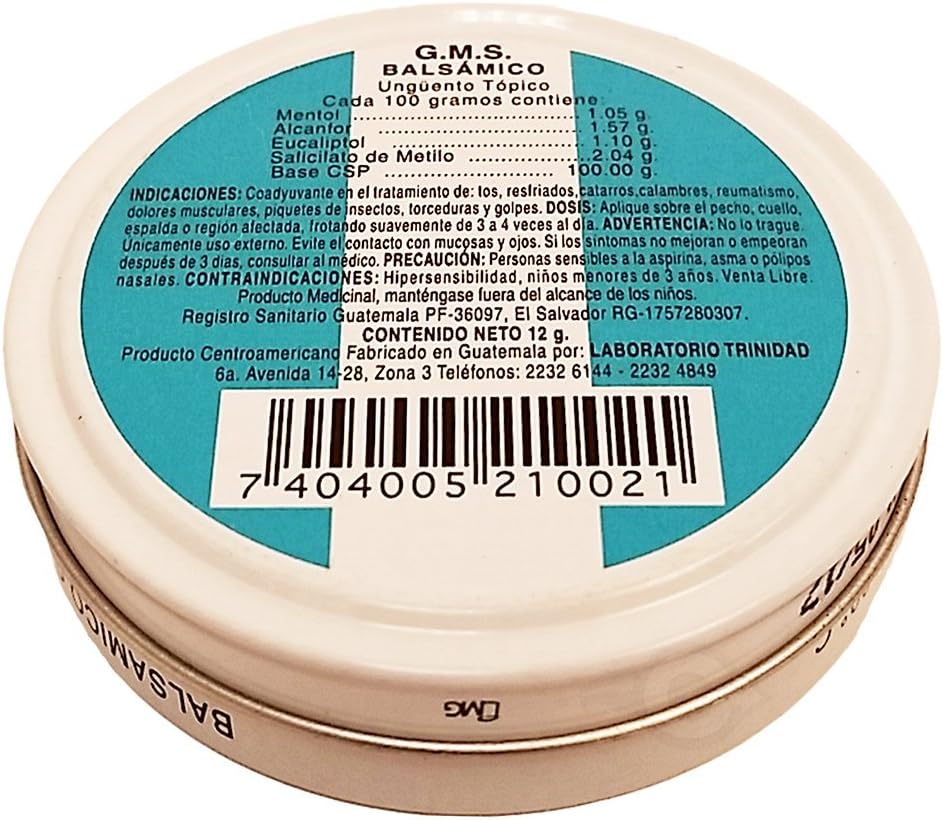 G.M.S.
BALSÁMICO
Ungüento Tópico
Cada 100 gramos contiene:
Mentol .......................... 1.05 g.
Alcanfor .......................... 1.57 g.
Eucaliptol .......................... 1.10 g.
Salicilato de Metilo ................2.04 g.
Base CSP ........................ 100.00 g.
INDICACIONES: Coadyuvante en el tratamiento de: tos, resfriados,catarros.calambres, reumatismo,
dolores musculares, piquetes de insectos, torceduras y golpes. DOSIS: Aplique sobre el pecho, cuello,
espalda o región afectada, frotando suavemente de 3 a 4 veces al día. ADVERTENCIA: No lo trague.
Unicamente uso externo. Evite el contacto con mucosas y ojos. Si los síntomas no mejoran o empeoran
después de 3 días, consultar al médico. PRECAUCIÓN: Personas sensibles a la aspirina, asma o pólipos
nasales. CONTRAINDICACIONES: Hipersensibilidad, niños menores de 3 años. Venta Libre.
Producto Medicinal, manténgase fuera del alcance de los niños.
Registro Sanitario Guatemala PF-36097, El Salvador RG-1757280307.
CONTENIDO NETO 12 g.
Producto Centroamericano Fabricado en Guatemala por: LABORATORIO TRINIDAD
6a. Avenida 14-28, Zona 3 Teléfonos: 2232 6144 - 2232 4849
7 404005 210021
BALSAMICO